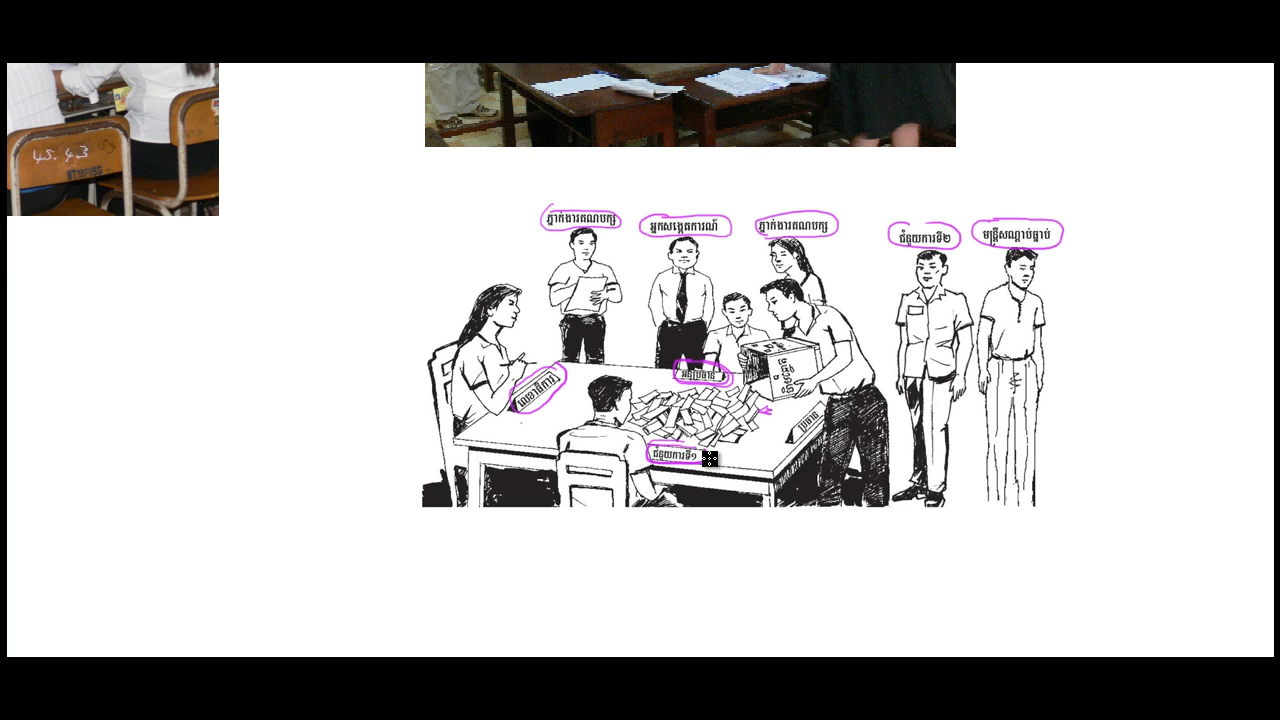 ភ្នាក់ងារគណបក្ស
អ្នកសង្កេតការណ៍
ភ្នាក់ងារគណបក្ស
ជំនួយការទី២
មន្ត្រីសណ្តាប់ធ្នាប់
អនុប្រធាន
លេខាធិការ
ប្រធាន
ជំនួយការទី១
45.43